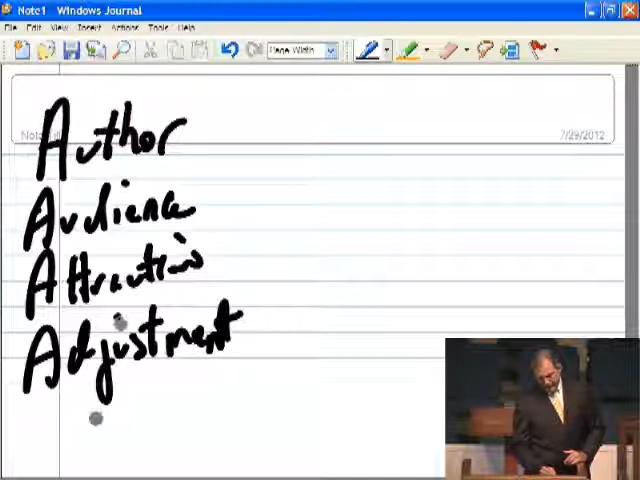 Note1 - Windows Journal
File Edit View Insert Actions Tools Help
Page Width
Author
7/29/2012
Audience
Attraction
Adjustment